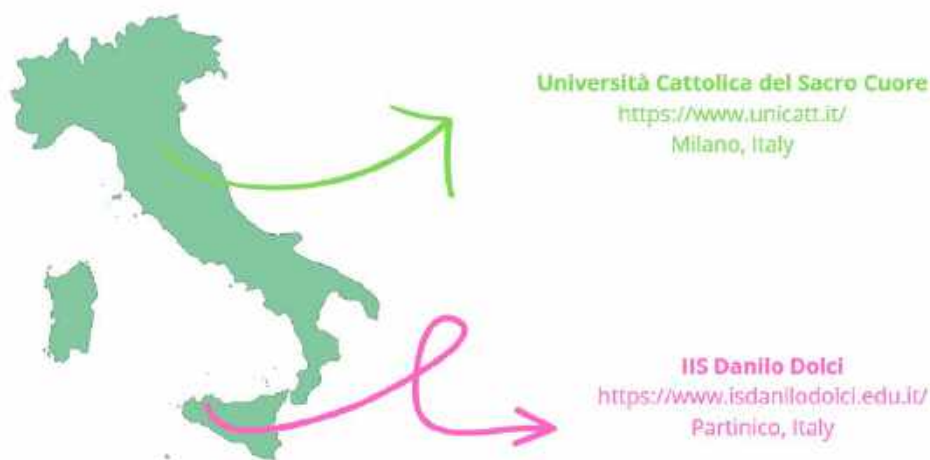 Università Cattolica del Sacro Cuore
https://www.unicatt.it/
Milano, Italy
IIS Danilo Dolci
https://www.isdanilodolci.edu.it/
Partinico, Italy